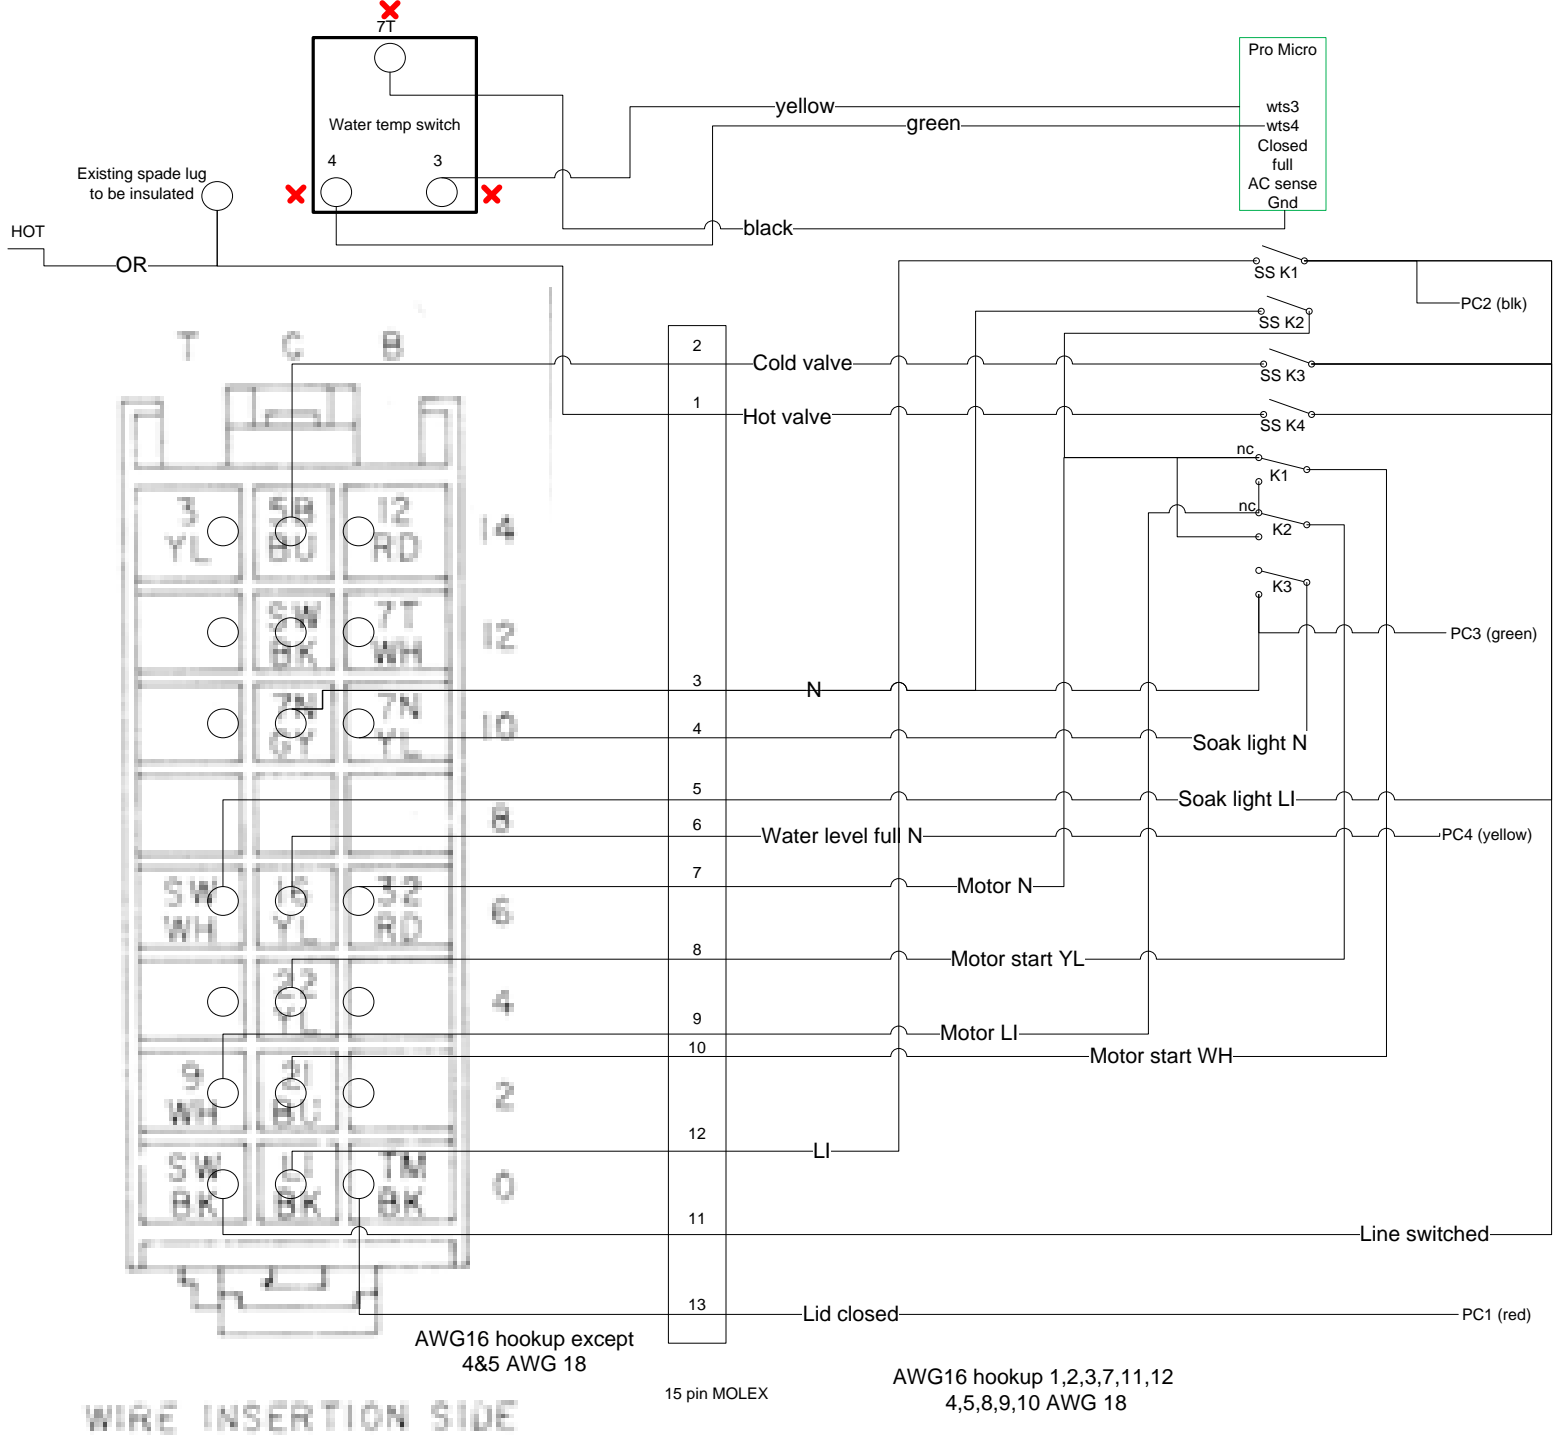 7T
Water temp switch
4
3
Existing spade lug
to be insulated
HOT
OR
yellow
green
black
Pro Micro
wts3
wts4
Closed
full
AC sense
Gnd
SS K1
PC2 (blk)
SS K2
2
Cold valve
SS K3
1
Hot valve
SS K4
nc
K1
nc
K2
K3
PC3 (green)
3
N
4
Soak light N
5
Soak light LI
6
Water level full N
PC4 (yellow)
7
Motor N
8
Motor start YL
9
Motor LI
10
Motor start WH
12
LI
11
Line switched
13
Lid closed
PC1 (red)
T C B
3 YL
5B BU
12 RD
14
SW BK
7T WH
12
7N GY
7N YL
10
8
SW WH
16 YL
32 RD
6
22 YL
4
9 WH
21 BU
2
SW BK
L1 BK
TM BK
0
AWG16 hookup except
4&5 AWG 18
15 pin MOLEX
AWG16 hookup 1,2,3,7,11,12
4,5,8,9,10 AWG 18
WIRE INSERTION SIDE